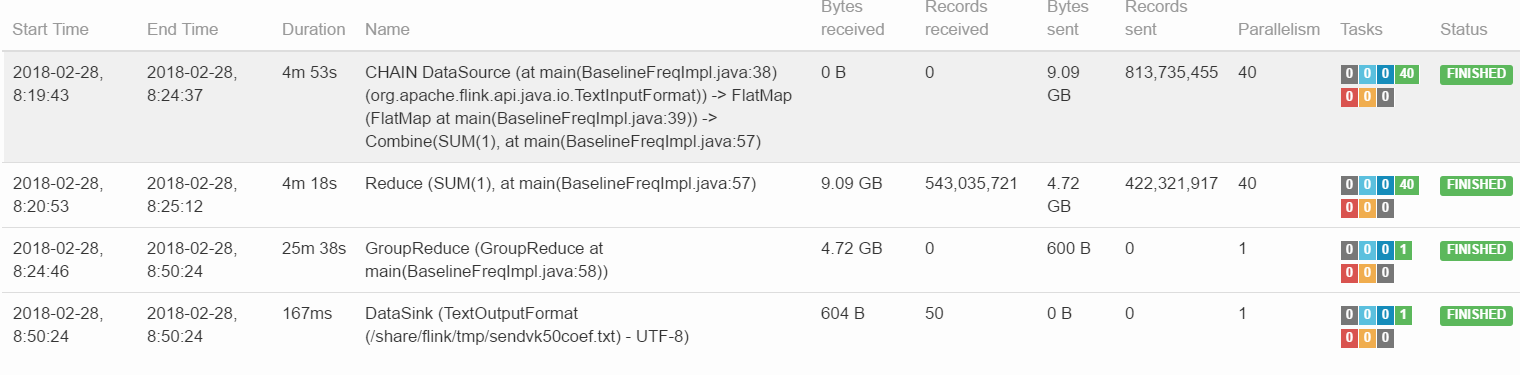 Start Time End Time Duration Name Bytes received Records received Bytes sent Records sent Parallelism Tasks Status
2018-02-28, 2018-02-28, 4m 53s CHAIN DataSource (at main(BaselineFreqImpl.java:38) 0 B 0 9.09 813,735,455 40 0 0 0 40 FINISHED
8:19:43 8:24:37 (org.apache.flink.api.java.io.TextInputFormat)) -> FlatMap GB 0 0 0
(FlatMap at main(BaselineFreqImpl.java:39)) ->
Combine(SUM(1), at main(BaselineFreqImpl.java:57)
2018-02-28, 2018-02-28, 4m 18s Reduce (SUM(1), at main(BaselineFreqImpl.java:57) 9.09 GB 543,035,721 4.72 422,321,917 40 0 0 0 40 FINISHED
8:20:53 8:25:12 GB 0 0 0
2018-02-28, 2018-02-28, 25m 38s GroupReduce (GroupReduce at 4.72 GB 0 600 B 0 1 0 0 0 1 FINISHED
8:24:46 8:50:24 main(BaselineFreqImpl.java:58)) 0 0 0
2018-02-28, 2018-02-28, 167ms DataSink (TextOutputFormat 604 B 50 0 B 0 1 0 0 0 1 FINISHED
8:50:24 8:50:24 (/share/flink/tmp/sendvk50coef.txt) - UTF-8) 0 0 0